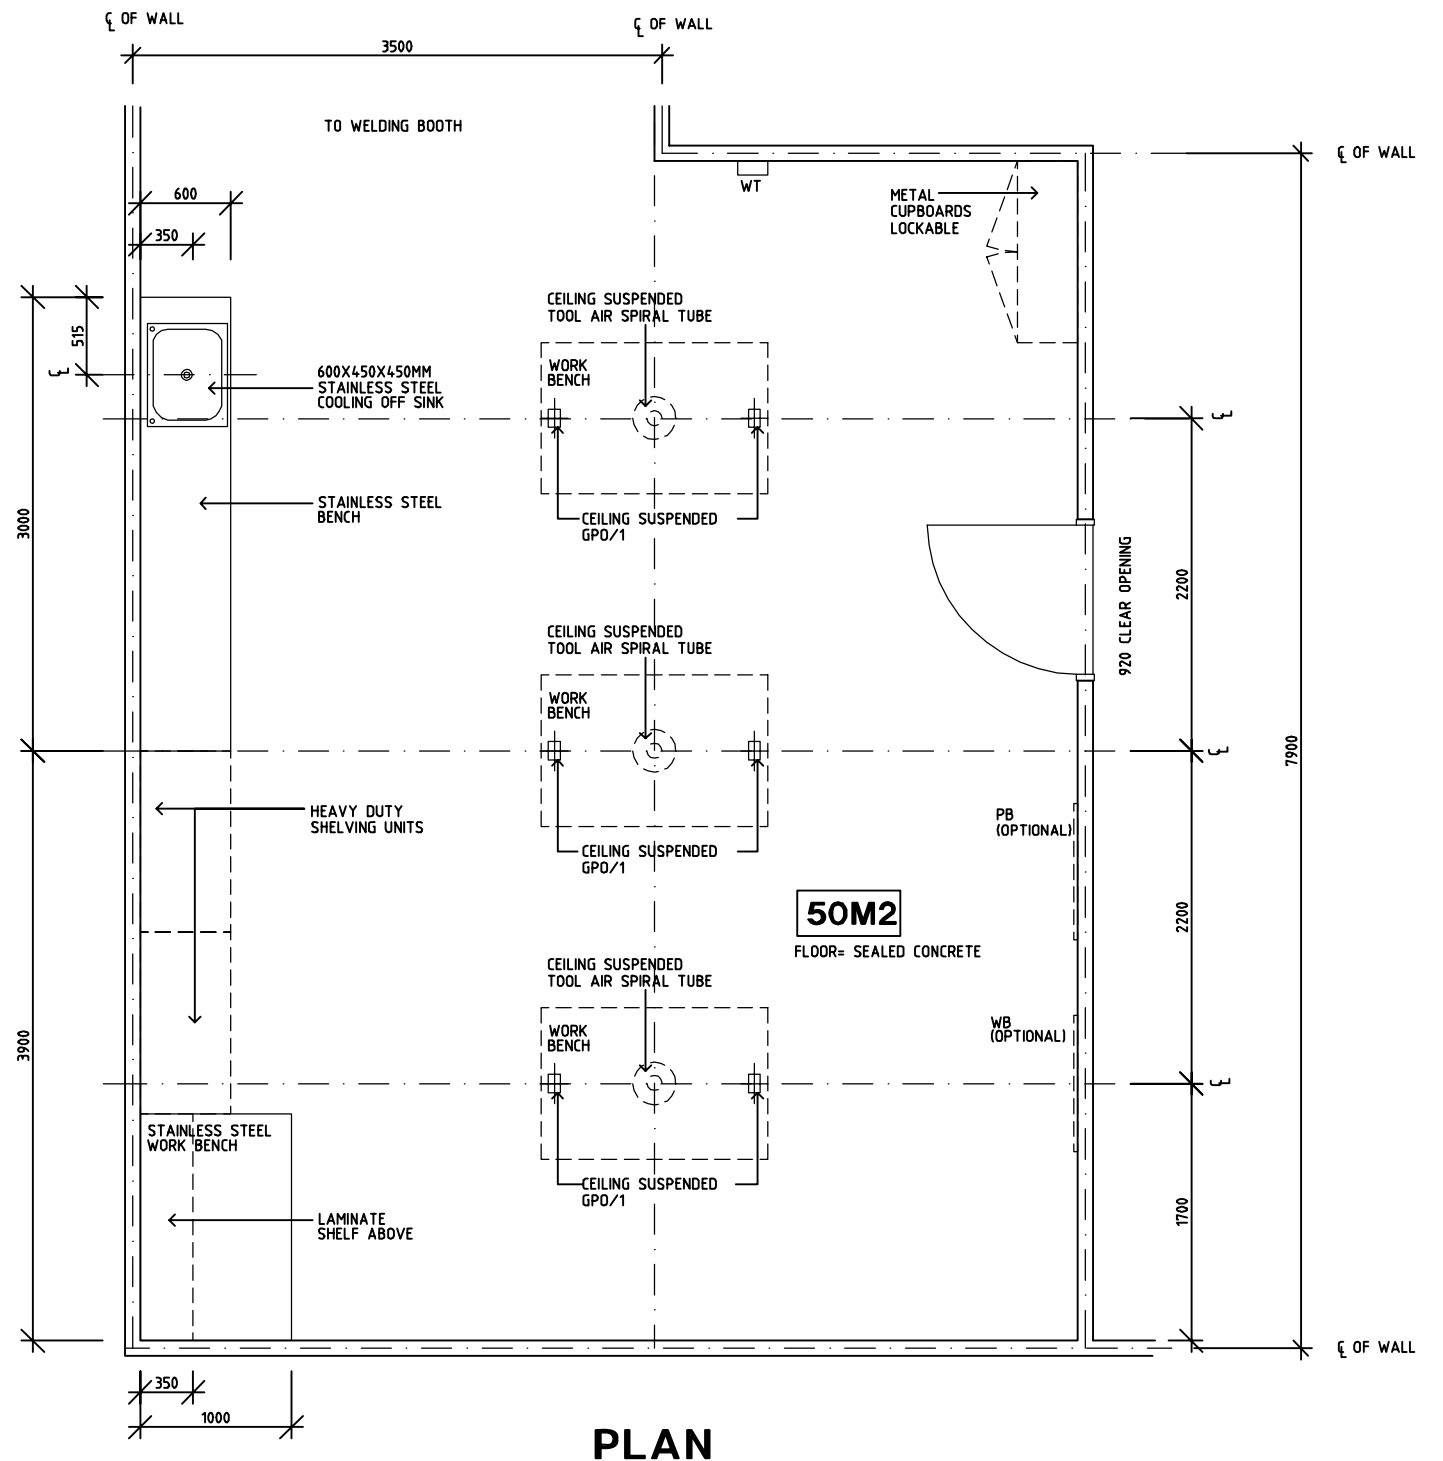 ℄ OF WALL
℄ OF WALL
3500
TO WELDING BOOTH
℄ OF WALL
600
WT
METAL
CUPBOARDS
LOCKABLE
350
CEILING SUSPENDED
TOOL AIR SPIRAL TUBE
515
℄
600X450X450MM
STAINLESS STEEL
COOLING OFF SINK
WORK
BENCH
℄
STAINLESS STEEL
BENCH
3000
CEILING SUSPENDED
GPO/1
920 CLEAR OPENING
2200
CEILING SUSPENDED
TOOL AIR SPIRAL TUBE
WORK
BENCH
℄
7900
HEAVY DUTY
SHELVING UNITS
PB
(OPTIONAL)
CEILING SUSPENDED
GPO/1
50M2
FLOOR= SEALED CONCRETE
2200
CEILING SUSPENDED
TOOL AIR SPIRAL TUBE
3900
WORK
BENCH
WB
(OPTIONAL)
℄
STAINLESS STEEL
WORK BENCH
CEILING SUSPENDED
GPO/1
1700
LAMINATE
SHELF ABOVE
℄ OF WALL
350
1000
PLAN